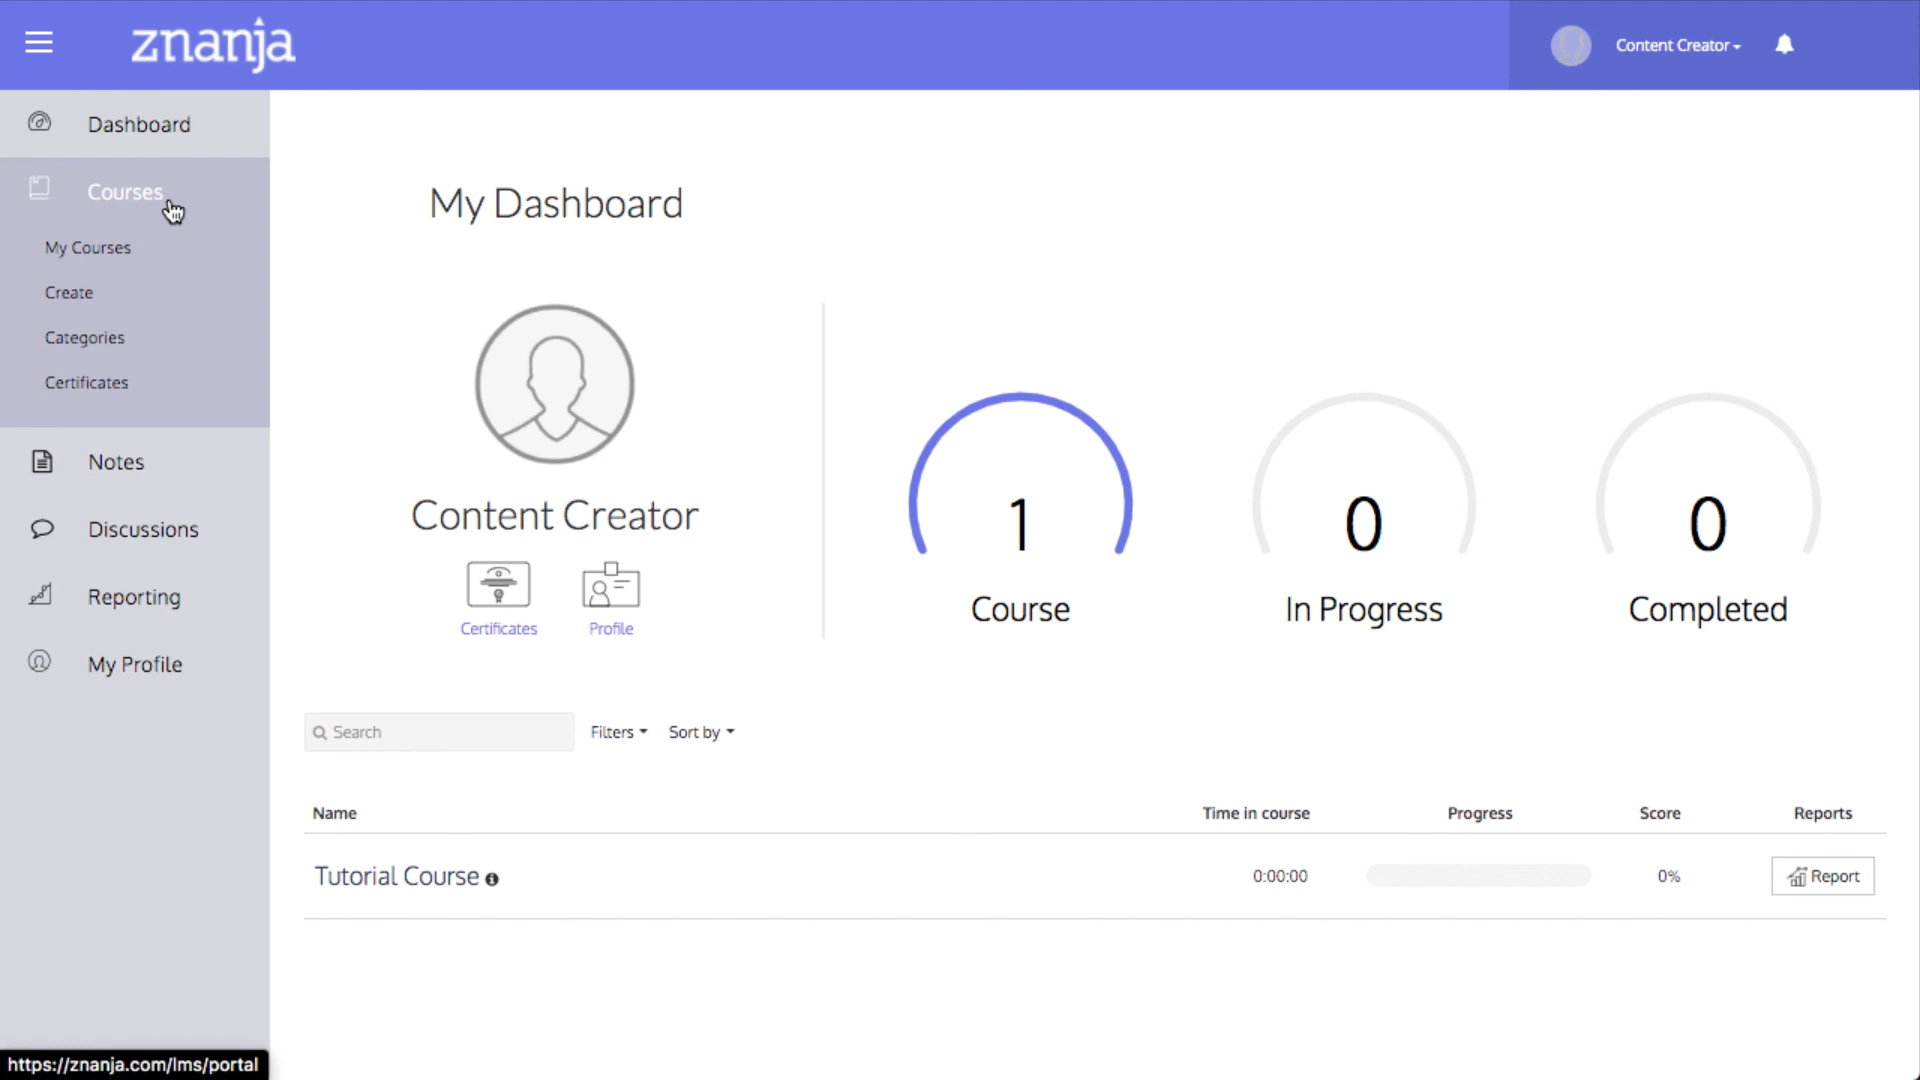 znanja
Content Creator
Dashboard
Courses
My Courses
Create
Categories
Certificates
Notes
Discussions
Reporting
My Profile
My Dashboard
Content Creator
Certificates
Profile
1
Course
0
In Progress
0
Completed
Search
Filters
Sort by
Name
Time in course
Progress
Score
Reports
Tutorial Course
0:00:00
0%
Report
https://znanja.com/lms/portal